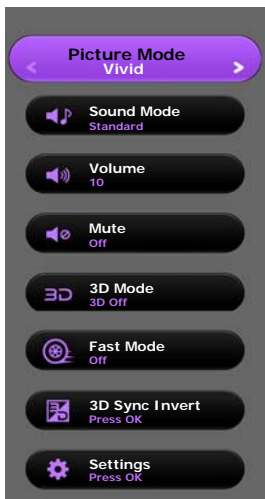 Picture Mode
Vivid
Sound Mode
Standard
Volume
10
Mute
Off
3D
3D Mode
3D Off
Fast Mode
Off
3D Sync Invert
Press OK
Settings
Press OK